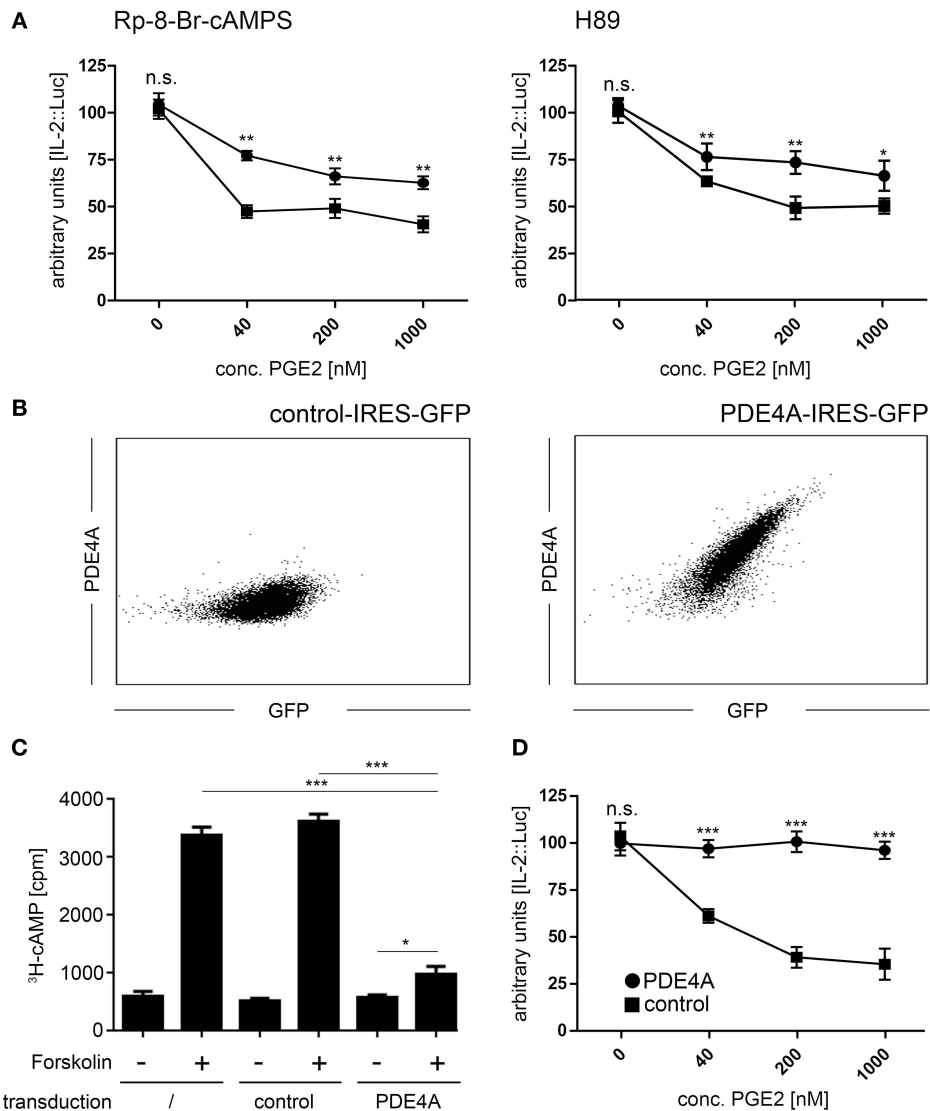 A
Rp-8-Br-cAMPS
H89
arbitrary units [IL-2::Luc]
125
100
75
50
25
0
n.s.
**
**
**
0
40
200
1000
conc. PGE2 [nM]
arbitrary units [IL-2::Luc]
125
100
75
50
25
0
n.s.
**
**
*
0
40
200
1000
conc. PGE2 [nM]
B
control-IRES-GFP
PDE4A-IRES-GFP
PDE4A
GFP
PDE4A
GFP
C
³H-cAMP [cpm]
4000
3000
2000
1000
0
***
***
*
Forskolin - + - + - +
transduction / control PDE4A
D
arbitrary units [IL-2::Luc]
125
100
75
50
25
0
n.s.
***
***
***
PDE4A
control
0
40
200
1000
conc. PGE2 [nM]